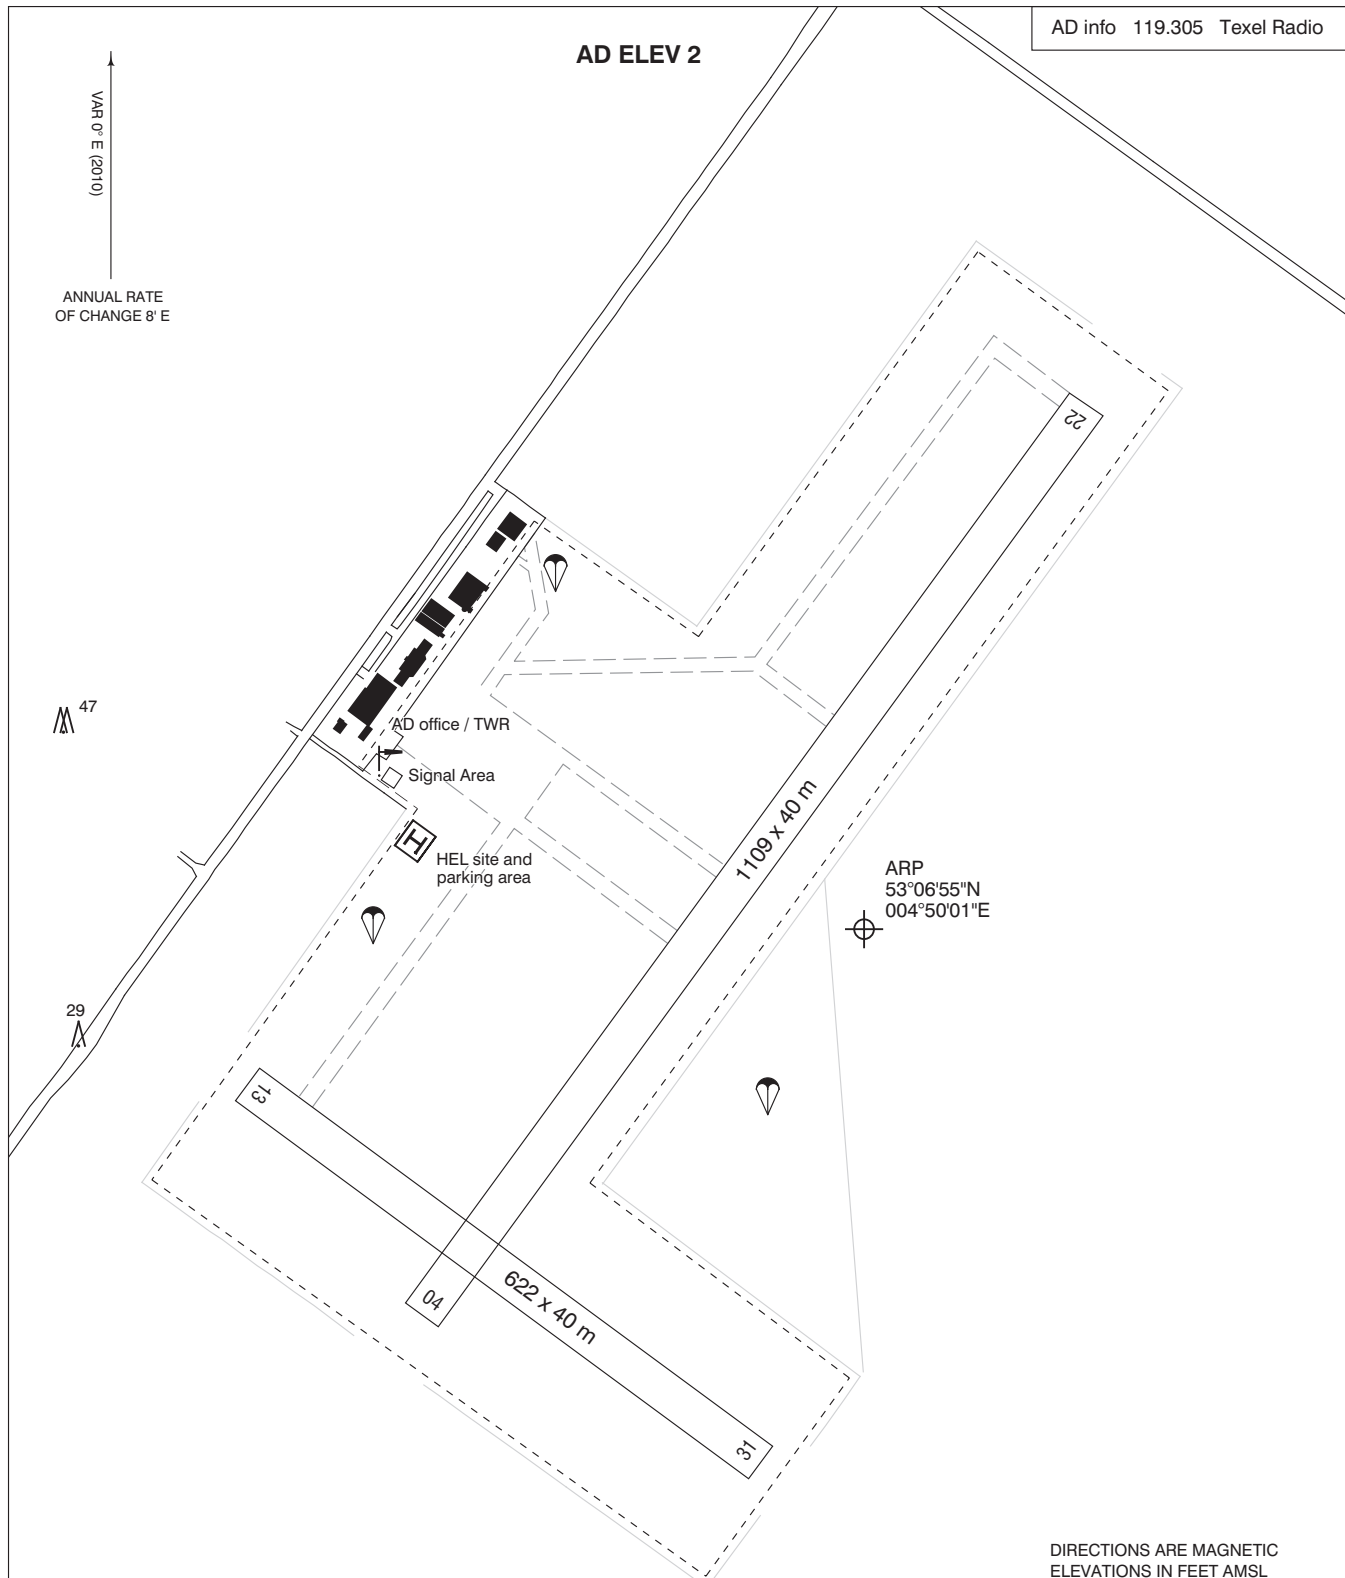 AD info 119.305 Texel Radio
AD ELEV 2
VAR 0° E (2010)
ANNUAL RATE
OF CHANGE 8' E
22
47
AD office / TWR
Signal Area
H
HEL site and
parking area
1109 x 40 m
ARP
53°06'55"N
004°50'01"E
29
13
04
622 x 40 m
31
DIRECTIONS ARE MAGNETIC
ELEVATIONS IN FEET AMSL